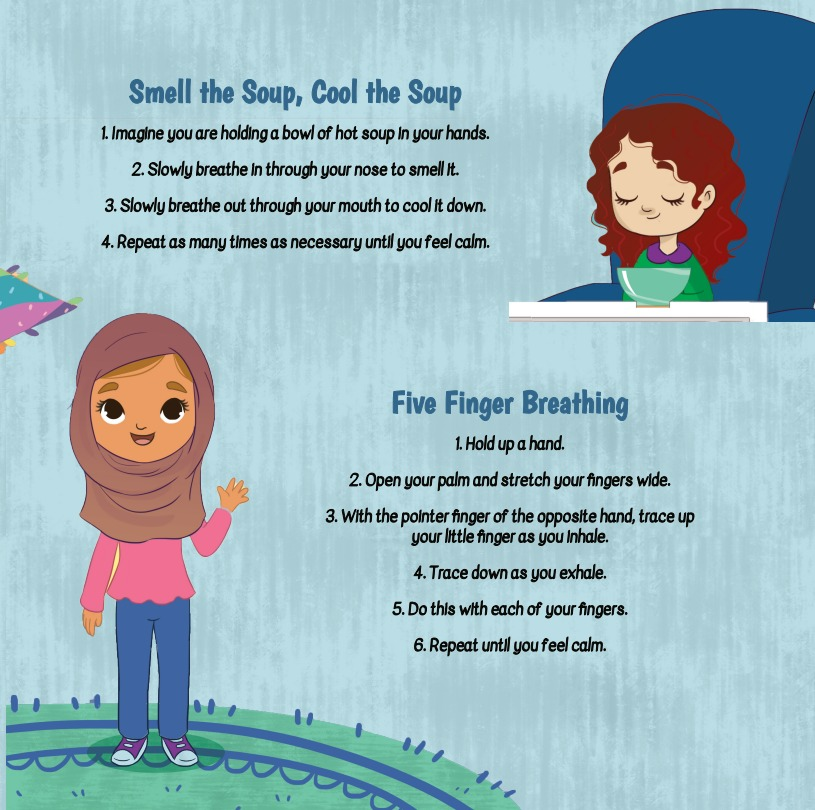 Smell the Soup, Cool the Soup
1. Imagine you are holding a bowl of hot soup in your hands.
2. Slowly breathe in through your nose to smell it.
3. Slowly breathe out through your mouth to cool it down.
4. Repeat as many times as necessary until you feel calm.
Five Finger Breathing
1. Hold up a hand.
2. Open your palm and stretch your fingers wide.
3. With the pointer finger of the opposite hand, trace up
your little finger as you inhale.
4. Trace down as you exhale.
5. Do this with each of your fingers.
6. Repeat until you feel calm.